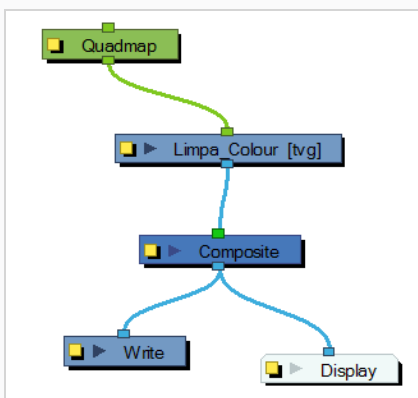 Quadmap
Limpa_Colour [tvg]
Composite
Write
Display